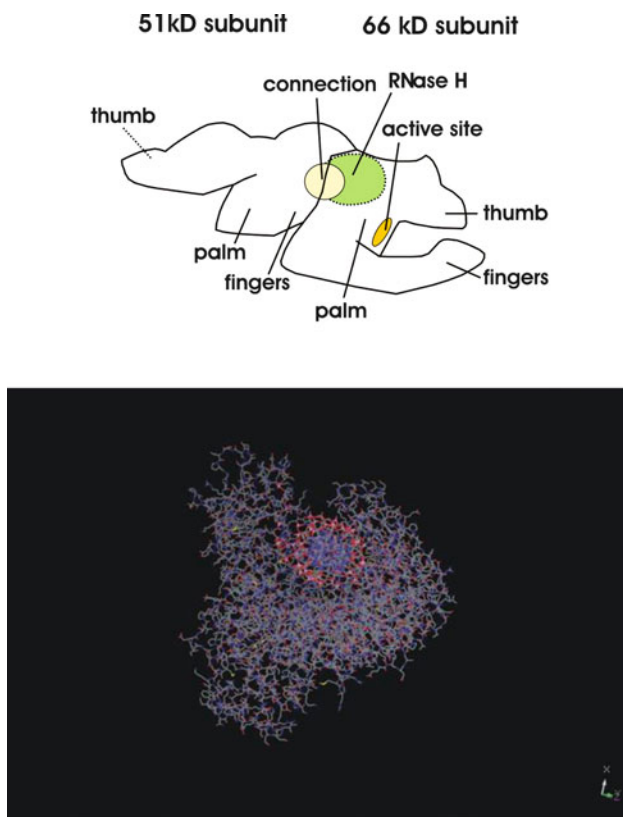 51kD subunit 66 kD subunit
connection RNase H
thumb active site
thumb
palm
fingers fingers
palm
X